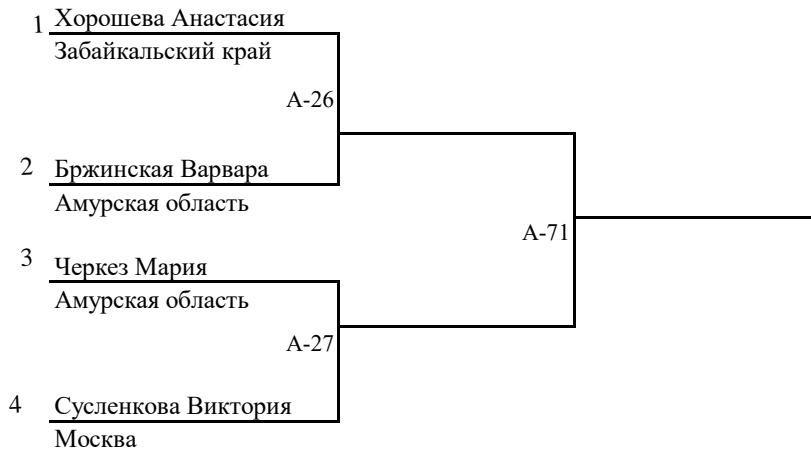 1 Хорошева Анастасия
Забайкальский край
А-26
2 Бржинская Варвара
Амурская область
А-71
3 Черкез Мария
Амурская область
А-27
4 Сусленкова Виктория
Москва